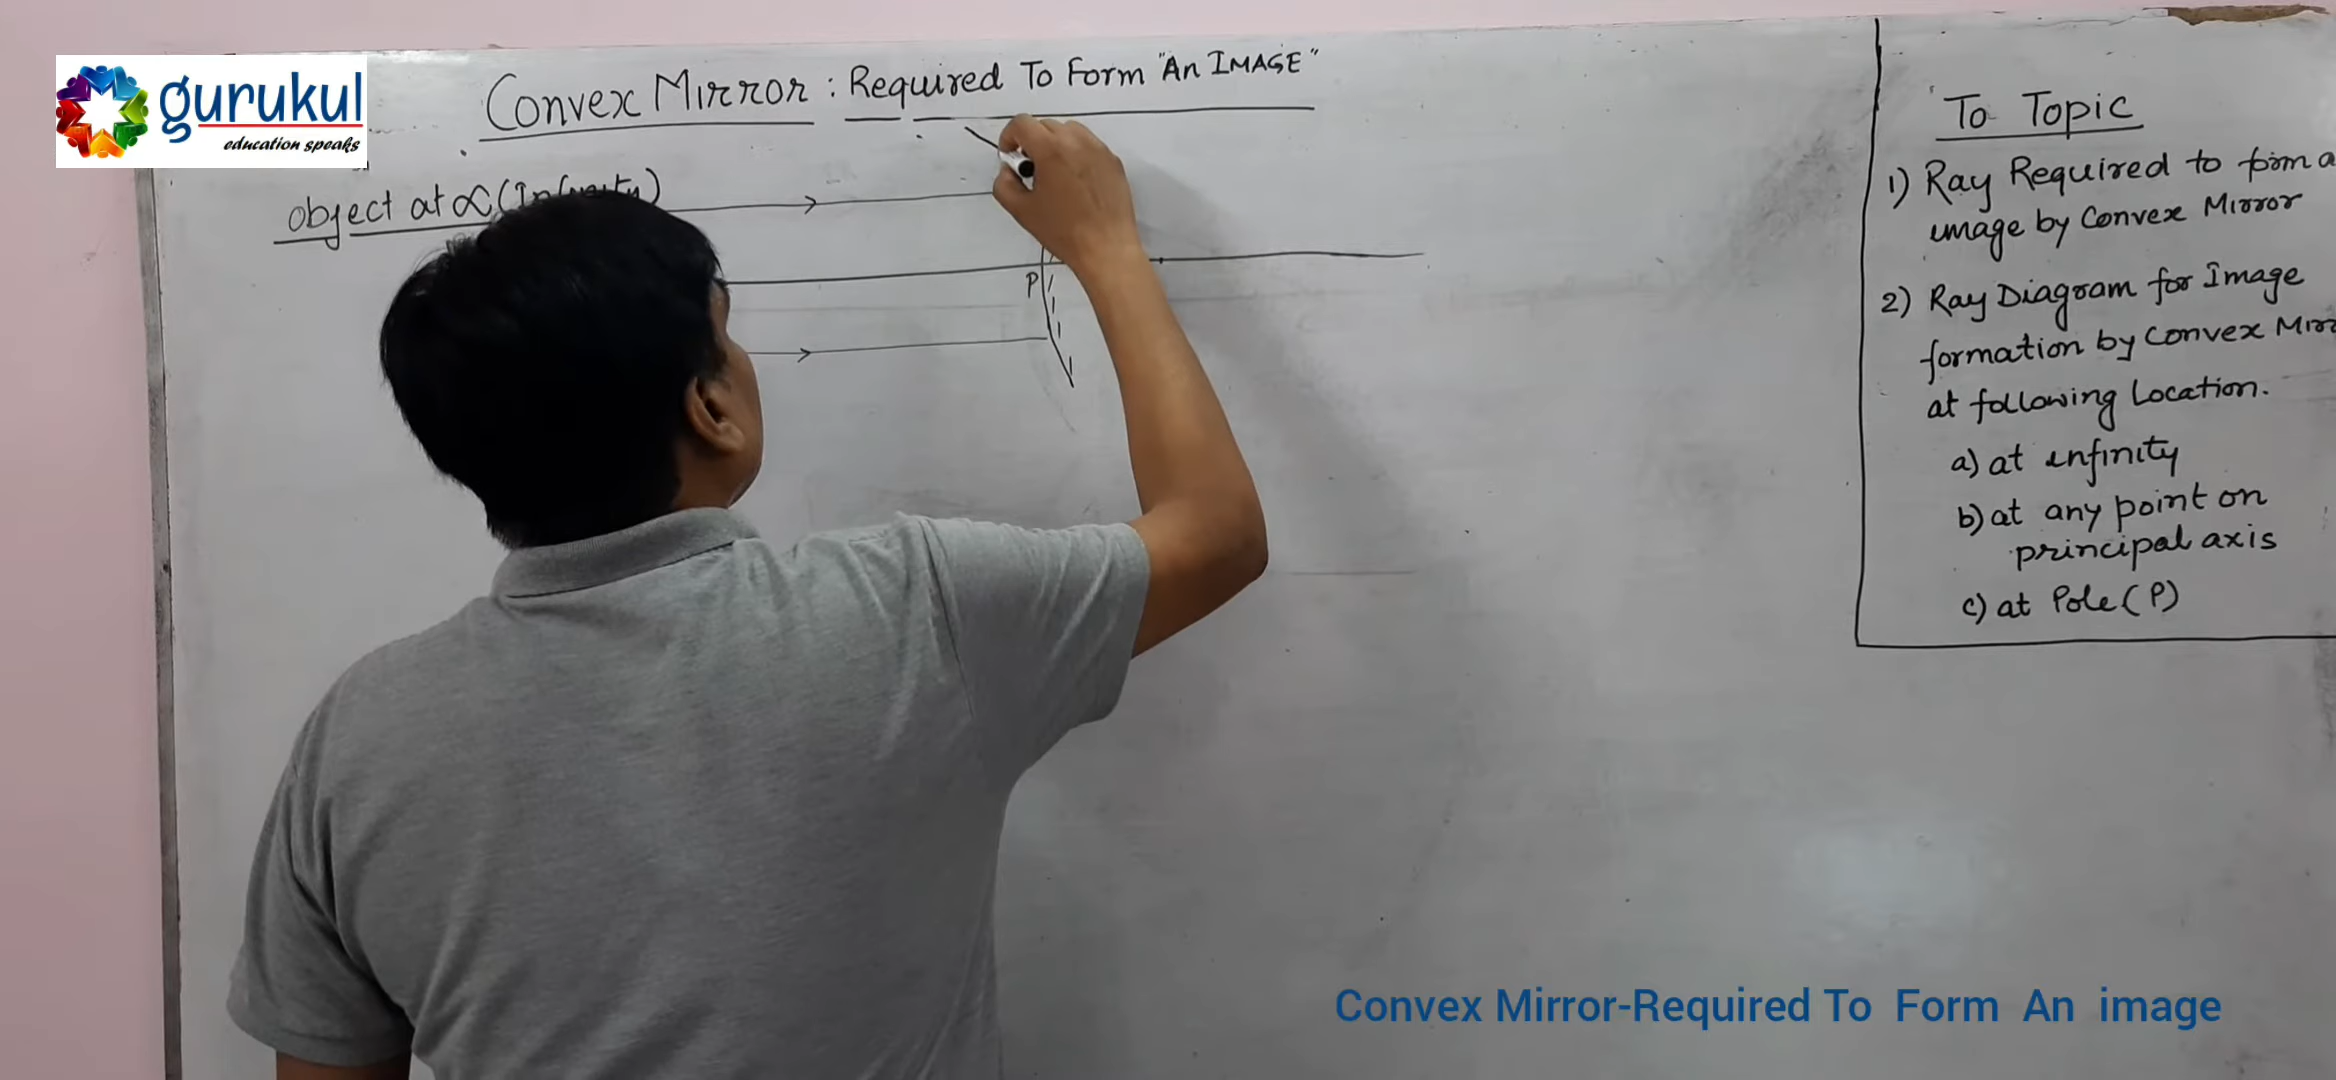 gurukul
education speaks
Convex Mirror : Required To Form "An IMAGE"
object at ∝ (Infinity)
P
To Topic
1) Ray Required to form a
image by Convex Mirror
2) Ray Diagram for Image
formation by Convex Mirr
at following Location.
a) at infinity
b) at any point on
principal axis
c) at Pole (P)
Convex Mirror-Required To Form An image